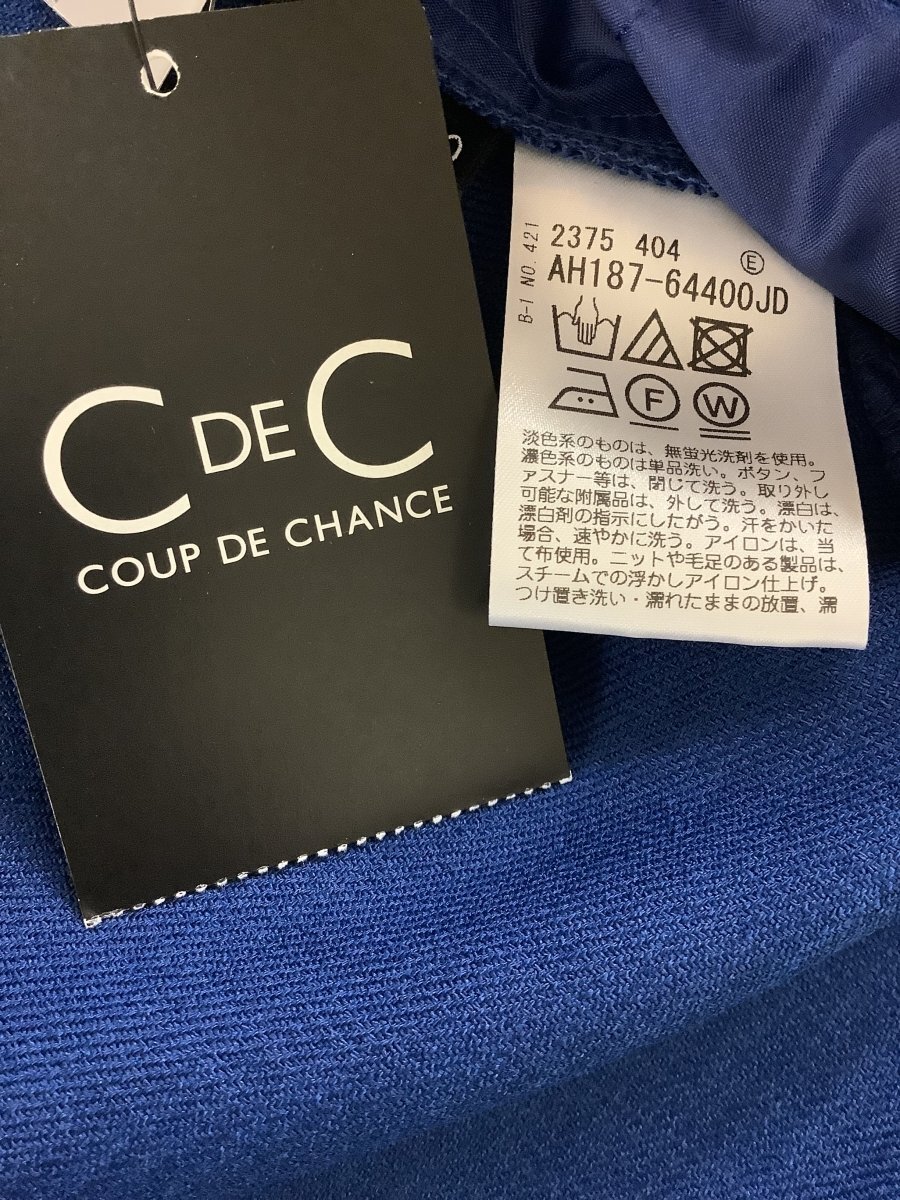 C DE C
COUP DE CHANCE
B-1 NO. 421
2375 404
E
AH187-64400JD
F W
淡色系のものは、無蛍光洗剤を使用。
濃色系のものは単品洗い。ボタン、フ
ァスナー等は、閉じて洗う。取り外し
可能な附属品は、外して洗う。漂白は、
漂白剤の指示にしたがう。汗をかいた
場合、速やかに洗う。アイロンは、当
て布使用。ニットや毛足のある製品は、
スチームでの浮かしアイロン仕上げ。
つけ置き洗い・濡れたままの放置、濡